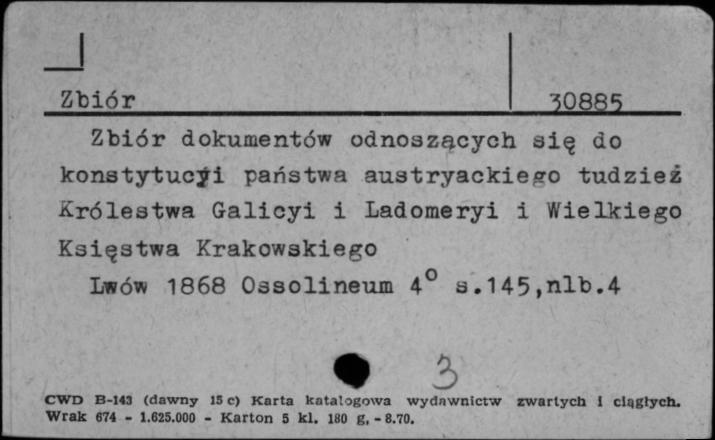 Zbiór 30885
Zbiór dokumentów odnoszących się do
konstytucyi państwa austryackiego tudzież
Królestwa Galicyi i Ladomeryi i Wielkiego
Księstwa Krakowskiego
Lwów 1868 Ossolineum 4° s.145,nlb.4
3
CWD B-143 (dawny 15 c) Karta katalogowa wydawnictw zwartych i ciągłych.
Wrak 674 - 1.625.000 - Karton 5 kl. 180 g, - 8.70.